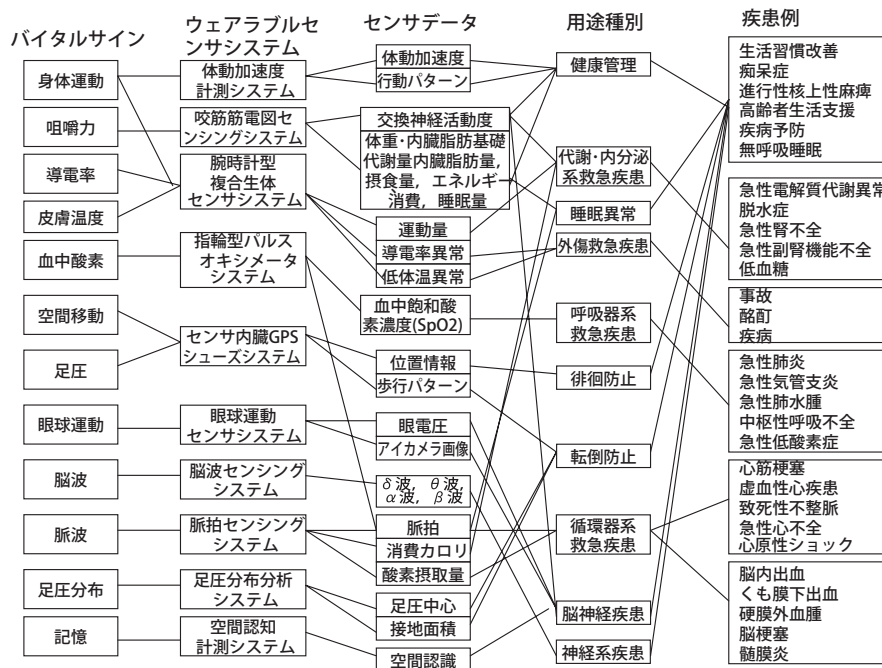 バイタルサイン
身体運動
咀嚼力
導電率
皮膚温度
血中酸素
空間移動
足圧
眼球運動
脳波
脈波
足圧分布
記憶
ウェアラブルセ
ンサシステム
体動加速度
計測システム
咬筋筋電図セ
ンシングシステム
腕時計型
複合生体
センサシステム
指輪型パルス
オキシメータ
システム
センサ内臓GPS
シューズシステム
眼球運動
センサシステム
脳波センシング
システム
脈拍センシング
システム
足圧分布分析
システム
空間認知
計測システム
センサデータ
体動加速度
行動パターン
交換神経活動度
体重・内臓脂肪基礎
代謝量内臓脂肪量,
摂食量, エネルギー
消費, 睡眠量
運動量
導電率異常
低体温異常
血中飽和酸
素濃度(SpO2)
位置情報
歩行パターン
眼電圧
アイカメラ画像
δ波, θ波,
α波, β波
脈拍
消費カロリ
酸素摂取量
足圧中心
接地面積
空間認識
用途種別
健康管理
代謝・内分泌
系救急疾患
睡眠異常
外傷救急疾患
呼吸器系
救急疾患
徘徊防止
転倒防止
循環器系
救急疾患
脳神経疾患
神経系疾患
疾患例
生活習慣改善
痴呆症
進行性核上性麻痺
高齢者生活支援
疾病予防
無呼吸睡眠
急性電解質代謝異常
脱水症
急性腎不全
急性副腎機能不全
低血糖
事故
酩酊
疾病
急性肺炎
急性気管支炎
急性肺水腫
中枢性呼吸不全
急性低酸素症
心筋梗塞
虚血性心疾患
致死性不整脈
急性心不全
心原性ショック
脳内出血
くも膜下出血
硬膜外血腫
脳梗塞
髄膜炎